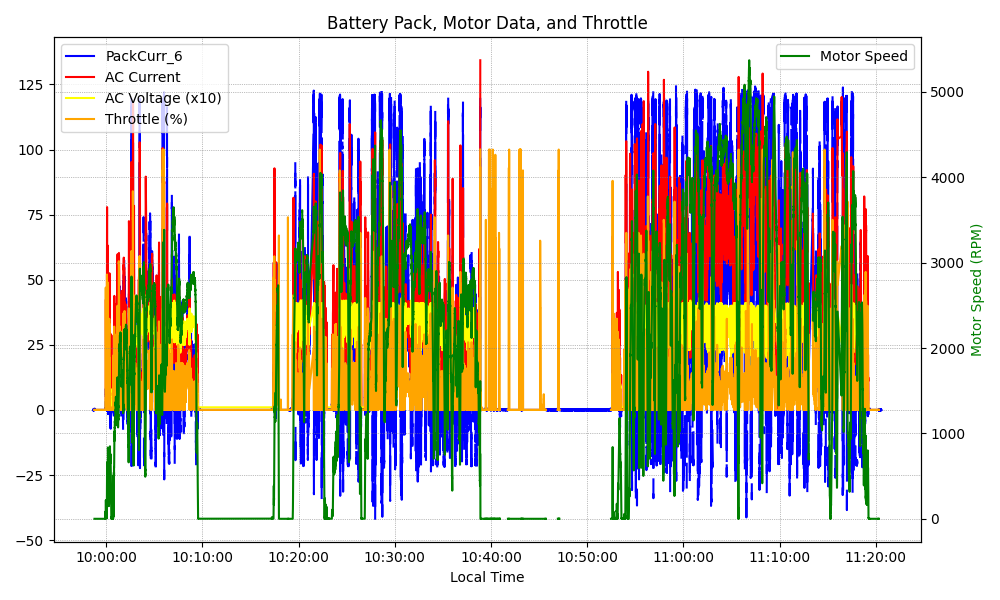 Battery Pack, Motor Data, and Throttle
PackCurr_6
AC Current
AC Voltage (x10)
Throttle (%)
Motor Speed
125
100
75
50
25
0
−25
−50
5000
4000
3000
2000
1000
0
Motor Speed (RPM)
10:00:00 10:10:00 10:20:00 10:30:00 10:40:00 10:50:00 11:00:00 11:10:00 11:20:00
Local Time